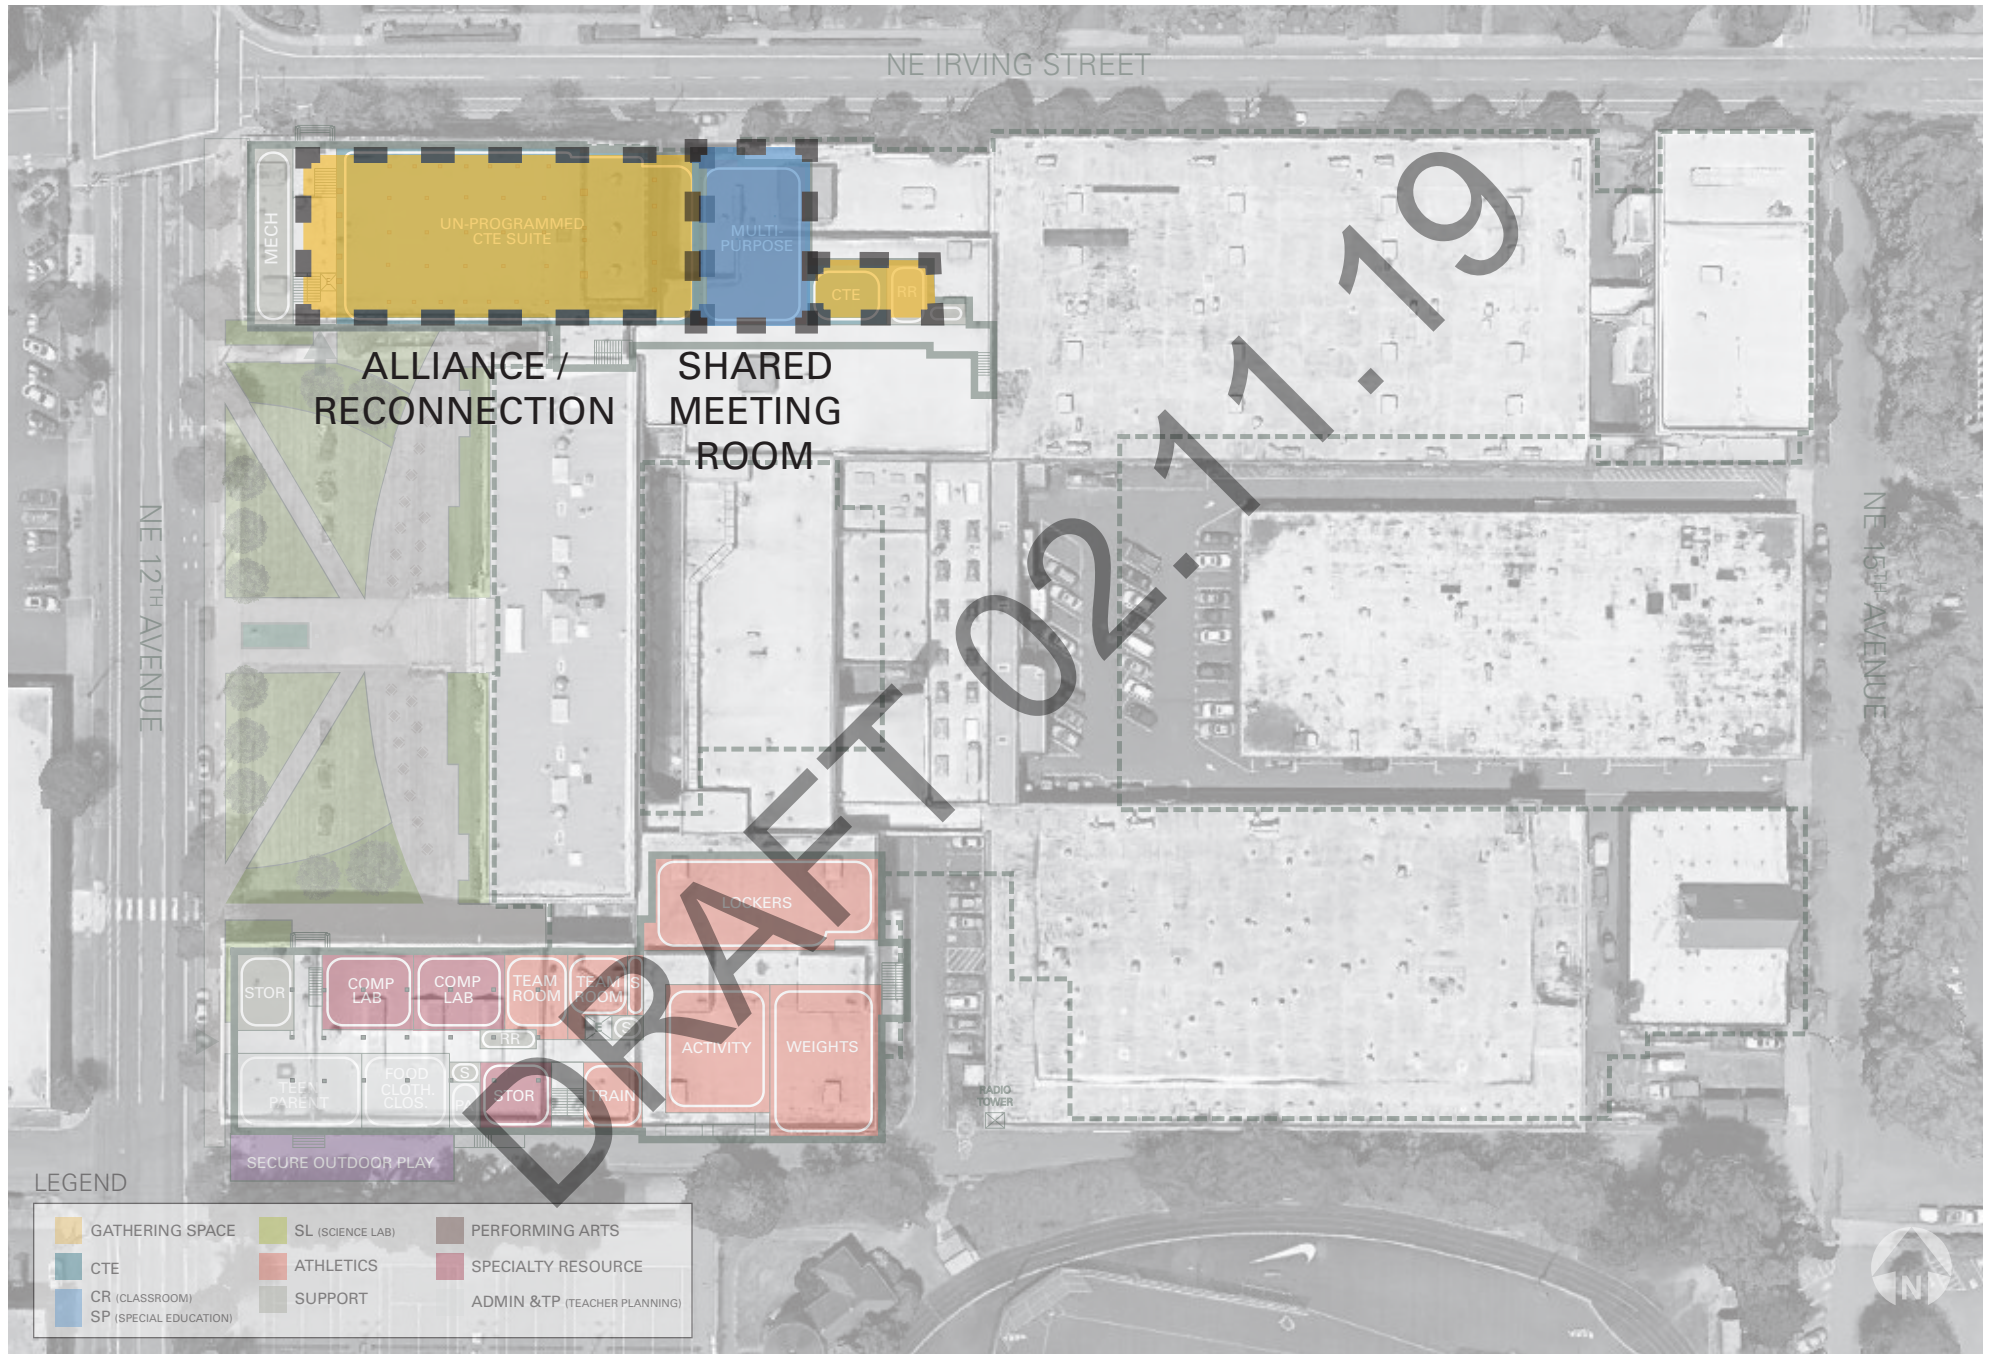 NE IRVING STREET
MECH
UN-PROGRAMMED
CTE SUITE
MULTI-
PURPOSE
CTE
RR
ALLIANCE /
RECONNECTION
SHARED
MEETING
ROOM
NE 12TH AVENUE
NE 15TH AVENUE
DRAFT 02.11.19
LOCKERS
STOR
COMP
LAB
COMP
LAB
TEAM
ROOM
TEAM
ROOM
S
RR
E
S
ACTIVITY
WEIGHTS
TEEN
PARENT
FOOD
CLOTH.
CLOS.
S
STOR
TRAIN
RADIO
TOWER
SECURE OUTDOOR PLAY
LEGEND
GATHERING SPACE
CTE
CR (CLASSROOM)
SP (SPECIAL EDUCATION)
SL (SCIENCE LAB)
ATHLETICS
SUPPORT
PERFORMING ARTS
SPECIALTY RESOURCE
ADMIN &TP (TEACHER PLANNING)
N